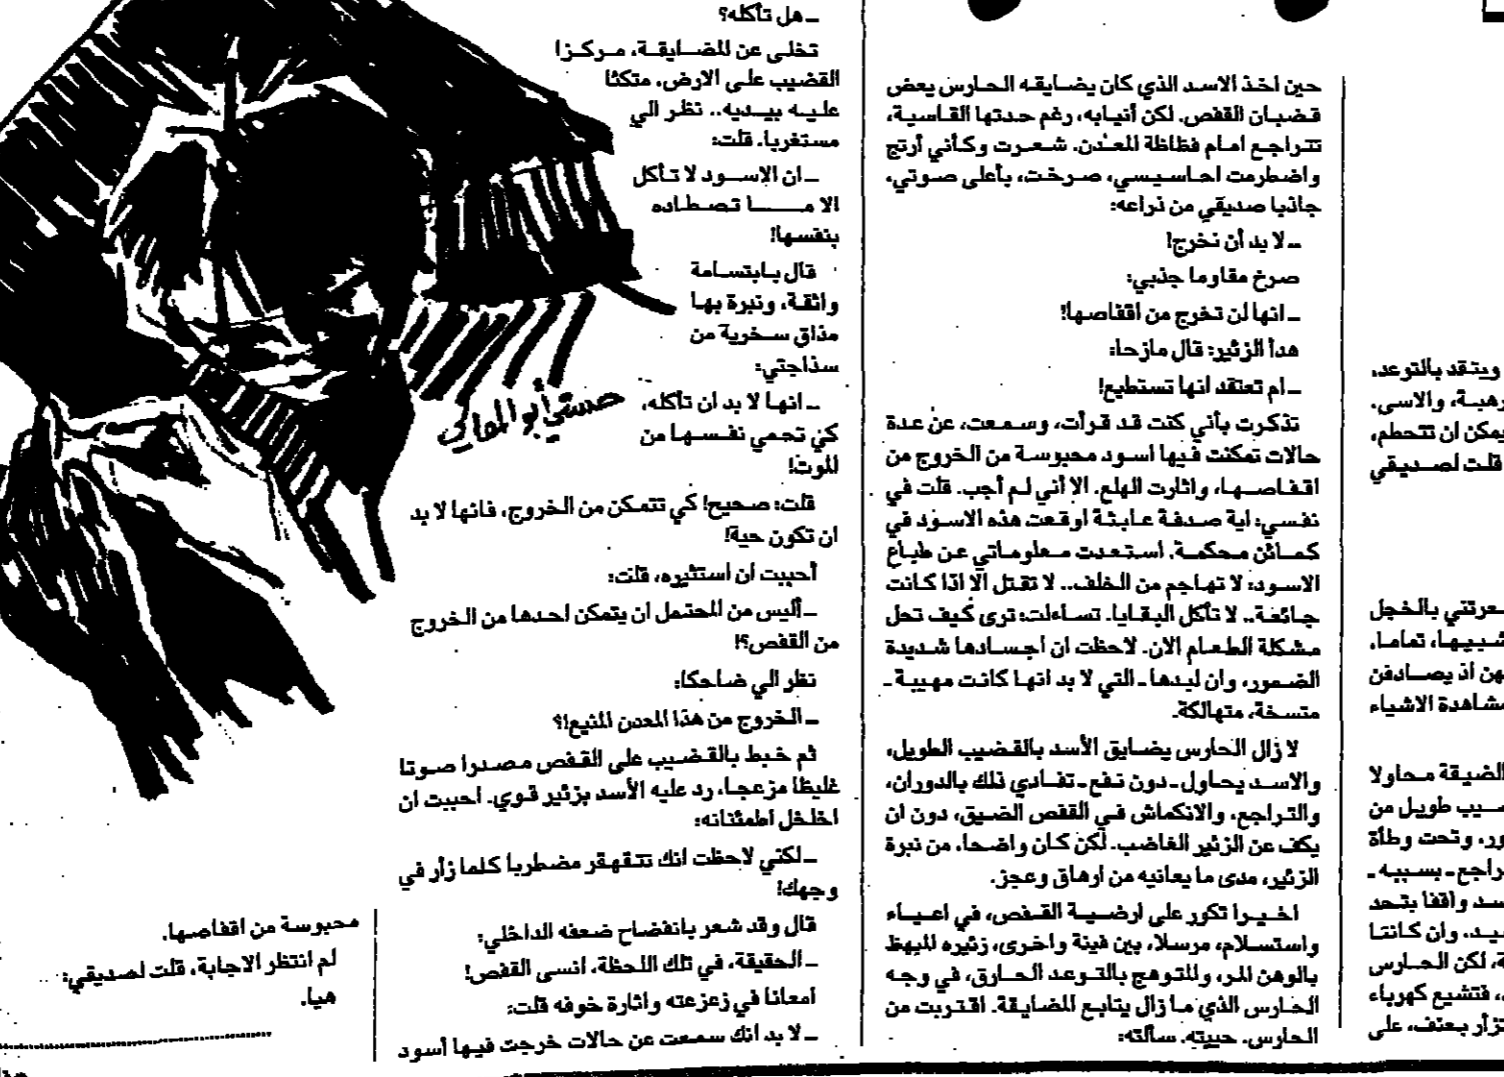 ويتقد بالتوعد،
رهبة، والاسى.
يمكن ان تتحطم،
قلت لصديقي
عرتني بالخجل
شبيهـا، تماما،
هن اذ يصادفن
مشاهدة الاشياء
الضيقة محاولا
سيب طويل من
ور، وتحت وطأة
راجع ـ بسببه ـ
سد واقفا يتحد
يد، وان كانتا
ة، لكن الحارس
، فتشيع كهرباء
تزأر بعنف، على
حين اخذ الاسد الذي كان يضايقه الحارس يعض
قضبان القفص. لكن أنيابه، رغم حدتها القاسية،
تتراجع امام فظاظة المعدن. شعرت وكأني أرتج
واضطرمت احاسيسي، صرخت، بأعلى صوتي،
جاذبا صديقي من ذراعه:
ـ لا بد أن نخرج!
صرخ مقاوما جذبي:
ـ انها لن تخرج من اقفاصها!
هدأ الزئير: قال مازحا:
ـ ام تعتقد انها تستطيع!
تذكرت بأني كنت قد قرأت، وسمعت، عن عدة
حالات تمكنت فيها اسود محبوسة من الخروج من
اقفاصها، واثارت الهلع. الا أني لم أجب. قلت في
نفسي: اية صدفة عابثة اوقعت هذه الاسود في
كمائن محكمة. استعدت معلوماتي عن طباع
الاسود: لا تهاجم من الخلف.. لا تقتل الا اذا كانت
جائعة.. لا تأكل البقايا. تساءلت: ترى كيف تحل
مشكلة الطعام الان. لاحظت ان اجسادها شديدة
الضمور، وان لبدها ـ التي لا بد انها كانت مهيبة ـ
متسخة، متهالكة.
لا زال الحارس يضايق الأسد بالقضيب الطويل،
والاسد يحاول ـ دون نفع ـ تفادي ذلك بالدوران،
والتراجع، والانكماش في القفص الضيق، دون ان
يكف عن الزئير الغاضب. لكن كان واضحا، من نبرة
الزئير، مدى ما يعانيه من ارهاق وعجز.
اخيرا تكور على ارضية القفص، في اعياء
واستسلام، مرسلا، بين فينة واخرى، زئيره المبهظ
بالوهن المر، والمتوهج بالتوعد الحارق، في وجه
الحارس الذي ما زال يتابع المضايقة. اقتربت من
الحارس. حييته. سألته:
ـ هل تأكله؟
تخلى عن المضايقة، مركزا
القضيب على الارض، متكئا
عليه بيديه.. نظر الي
مستغربا. قلت:
ـ ان الاسود لا تأكل
الا ما تصطاده
بنفسها!
قال بابتسامة
واثقة، ونبرة بها
مذاق سخرية من
سذاجتي:
ـ انها لا بد ان تأكله،
كي تحمي نفسها من
الموت!
قلت: صحيح! كي تتمكن من الخروج، فانها لا بد
ان تكون حية!
أحببت ان استثيره، قلت:
ـ أليس من المحتمل ان يتمكن احدها من الخروج
من القفص؟!
نظر الي ضاحكا:
ـ الخروج من هذا المعدن المنيع!؟
ثم خبط بالقضيب على القفص مصدرا صوتا
غليظا مزعجا، رد عليه الأسد بزئير قوي. احببت ان
اخلخل اطمئنانه:
ـ لكني لاحظت انك تتقهقر مضطربا كلما زأر في
وجهك!
قال وقد شعر بانفضاح ضعفه الداخلي:
ـ الحقيقة، في تلك اللحظة، انسى القفص!
امعانا في زعزعته واثارة خوفه قلت:
ـ لا بد انك سمعت عن حالات خرجت فيها أسود
محبوسة من اقفاصها.
لم انتظر الاجابة، قلت لصديقي:
هيا.